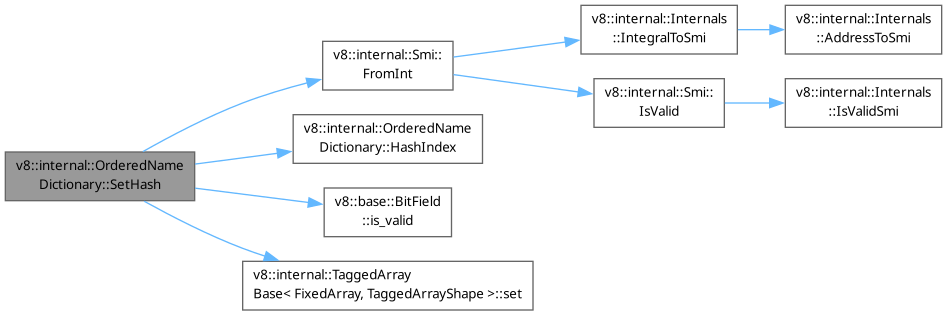 v8::internal::OrderedName
Dictionary::SetHash
v8::internal::Smi::
FromInt
v8::internal::Internals
::IntegralToSmi
v8::internal::Internals
::AddressToSmi
v8::internal::Smi::
IsValid
v8::internal::Internals
::IsValidSmi
v8::internal::OrderedName
Dictionary::HashIndex
v8::base::BitField
::is_valid
v8::internal::TaggedArray
Base< FixedArray, TaggedArrayShape >::set